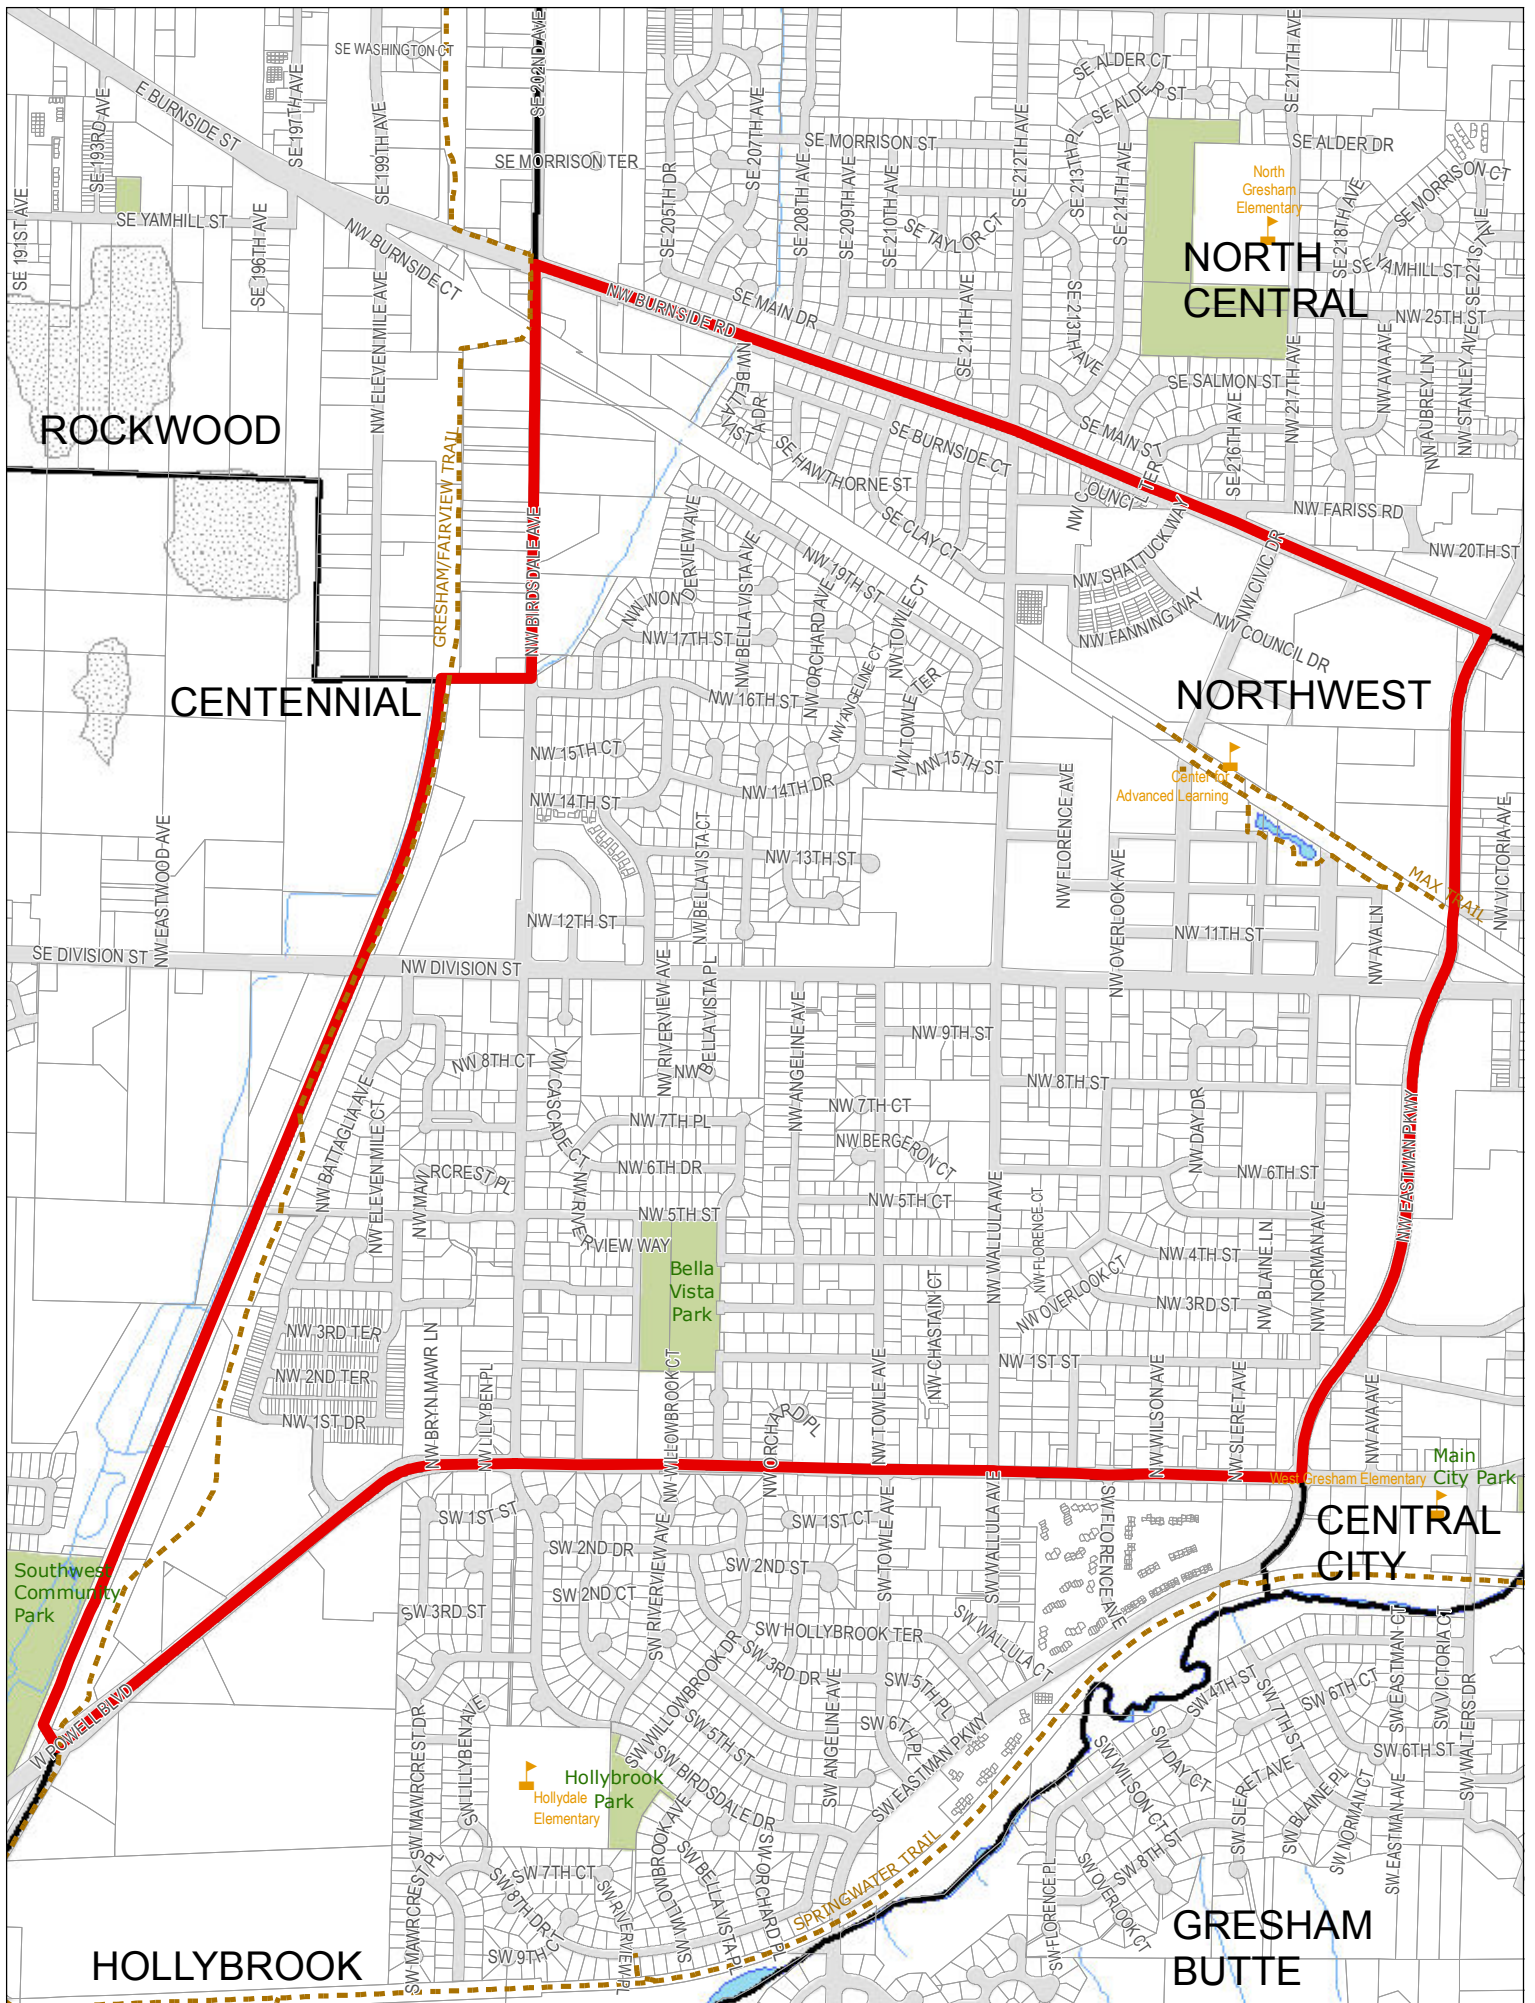 SE WASHINGTON CT
SE 202ND AVE
SE 217TH AVE
SE ALDER CT
SE ALDER ST
E BURNSIDE ST
SE 193RD AVE
SE 197TH AVE
SE 199TH AVE
SE 207TH AVE
SE 212TH AVE
SE 213TH PL
SE 214TH AVE
SE MORRISON ST
SE ALDER DR
SE MORRISON TER
SE MORRISON CT
SE 191ST AVE
SE YAMHILL ST
SE 196TH AVE
NW BURNSIDE CT
SE 205TH DR
SE 208TH AVE
SE 209TH AVE
SE 210TH AVE
SE TAYLOR CT
North
Gresham
Elementary
SE 218TH AVE
SE 221ST AVE
NORTH
CENTRAL
SE YAMHILL ST
NW ELEVEN MILE AVE
NW BURNSIDE RD
SE MAIN DR
SE 211TH AVE
SE 213TH AVE
NW 25TH ST
NW 217TH AVE
NW AVA AVE
NW AUBREY LN
NW STANLEY AVE
SE SALMON ST
SE 216TH AVE
NW BELLA VISTA DR
ROCKWOOD
SE BURNSIDE CT
SE MAIN ST
SE HAWTHORNE ST
SE CLAY CT
NW COUNCIL TER
NW FARISS RD
NW 20TH ST
GRESHAM/FAIRVIEW TRAIL
NW BIRDSDALE AVE
NW WONDERVIEW AVE
NW BELLA VISTA AVE
NW 19TH ST
NW SHATTUCK WAY
NW CIVIC DR
NW FANNING WAY
NW COUNCIL DR
NW 17TH ST
NW ORCHARD AVE
NW TOWLE CT
NW ANGELINE CT
NW TOWLE TER
NW 16TH ST
CENTENNIAL
NORTHWEST
NW 15TH CT
NW 15TH ST
NW 14TH ST
NW 14TH DR
Center for
Advanced Learning
NW FLORENCE AVE
NW EASTWOOD AVE
NW BELLA VISTA CT
NW 13TH ST
NW OVERLOOK AVE
MAX TRAIL
NW VICTORIA AVE
NW 12TH ST
NW 11TH ST
NW AVA LN
SE DIVISION ST
NW DIVISION ST
NW RIVERVIEW AVE
NW BELLA VISTA PL
NW ANGELINE AVE
NW 9TH ST
NW 8TH CT
NW CASCADE CT
NW 8TH ST
NW BATTAGLIA AVE
NW ELEVEN MILE CT
NW 7TH PL
NW 7TH CT
NW DAY DR
NW EASTMAN PKWY
NW BERGERON CT
NW MAWRCREST PL
NW 6TH DR
NW 6TH ST
NW RIVERVIEW WAY
NW 5TH ST
NW 5TH CT
NW WALLULA AVE
NW FLORENCE CT
NW 4TH ST
NW BLAINE LN
NW NORMAN AVE
Bella
Vista
Park
NW OVERLOOK CT
NW 3RD ST
NW CHASTAIN CT
NW 3RD TER
NW BRYN MAWR LN
NW LILLYBEN PL
NW 2ND TER
NW WILLOWBROOK CT
NW TOWLE AVE
NW 1ST ST
NW WILSON AVE
NW SLERET AVE
NW AVA AVE
NW 1ST DR
NW ORCHARD PL
Main
City Park
West Gresham Elementary
SW 1ST ST
SW 1ST CT
SW TOWLE AVE
SW WALLULA AVE
SW FLORENCE AVE
CENTRAL
CITY
SW 2ND DR
SW RIVERVIEW AVE
SW 2ND ST
Southwest
Community
Park
SW 2ND CT
SW 3RD ST
SW HOLLYBROOK TER
SW WALLULA CT
SW 3RD DR
SW EASTMAN CT
SW VICTORIA CT
SW WILLOWBROOK DR
SW 5TH PL
SW 4TH ST
SW 6TH CT
SW WALTERS DR
W POWELL BLVD
SW MAWRCREST DR
SW LILLYBEN AVE
SW 5TH ST
SW ANGELINE AVE
SW 6TH PL
SW EASTMAN PKWY
SW 7TH ST
SW DAY CT
SW 6TH ST
SW WILSON CT
SW SLERET AVE
SW BLAINE PL
SW NORMAN CT
SW EASTMAN AVE
Hollybrook
Park
Hollydale
Elementary
SW BIRDSDALE DR
SW 8TH ST
SW OVERLOOK CT
SW MAWRCREST PL
SW 7TH CT
SW 8TH DR
SW 9TH CT
SW RIVERVIEW PL
SW WILLOWBROOK AVE
SW BELLA VISTA PL
SW ORCHARD PL
SPRINGWATER TRAIL
SW FLORENCE PL
GRESHAM
BUTTE
HOLLYBROOK